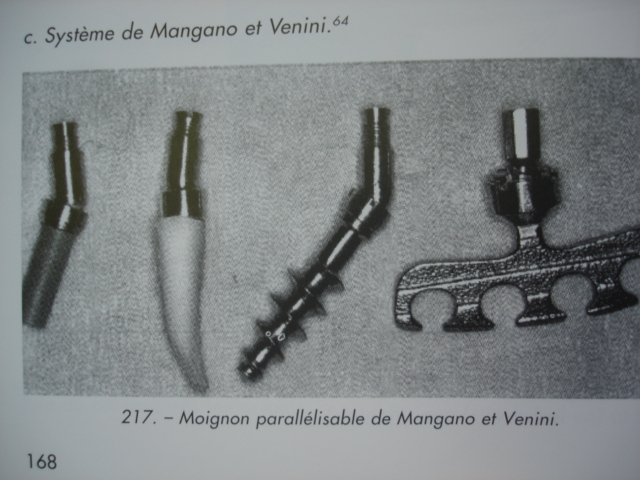 c. Système de Mangano et Venini.64
217. – Moignon parallélisable de Mangano et Venini.
168